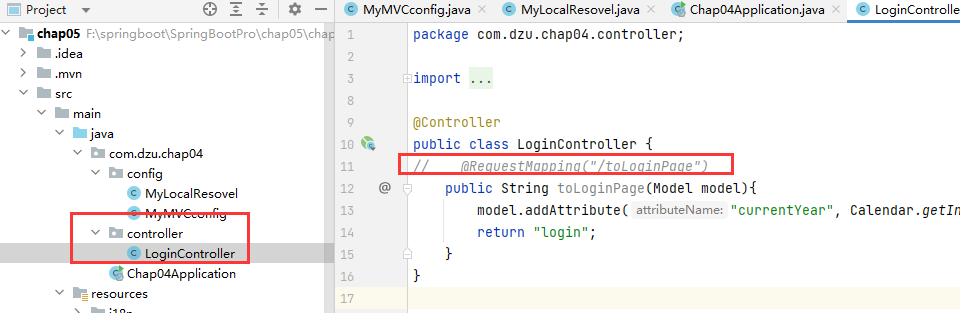 Project
MyMVCconfig.java
MyLocalResovel.java
Chap04Application.java
LoginControlle
chap05 F:\springboot\SpringBootPro\chap05\chap
.idea
.mvn
src
main
java
com.dzu.chap04
config
MyLocalResovel
MyMVCconfig
controller
LoginController
Chap04Application
resources
i18n
1 package com.dzu.chap04.controller;
2
3 import ...
8
9 @Controller
10 public class LoginController {
11 // @RequestMapping("/toLoginPage")
12 @ public String toLoginPage(Model model){
13 model.addAttribute( attributeName: "currentYear", Calendar.getIn
14 return "login";
15 }
16 }
17